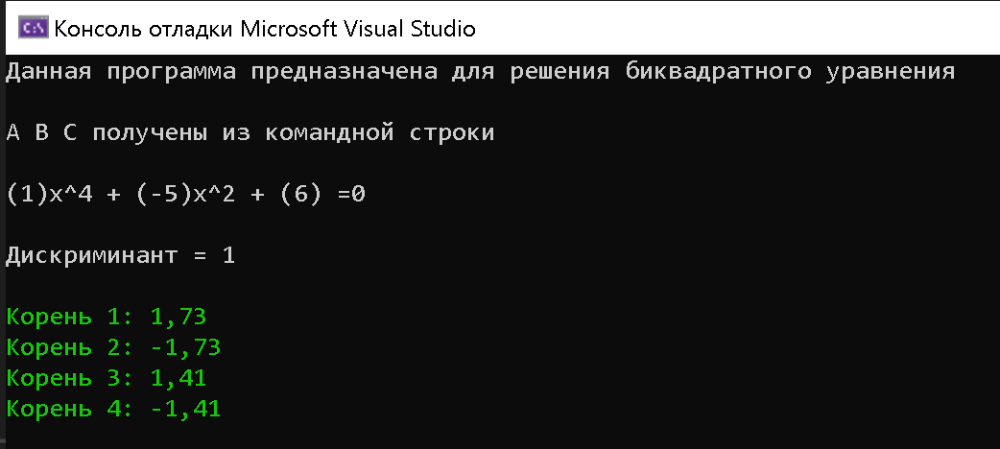 C:\ Консоль отладки Microsoft Visual Studio
Данная программа предназначена для решения биквадратного уравнения
A B C получены из командной строки
(1)x^4 + (-5)x^2 + (6) =0
Дискриминант = 1
Корень 1: 1,73
Корень 2: -1,73
Корень 3: 1,41
Корень 4: -1,41